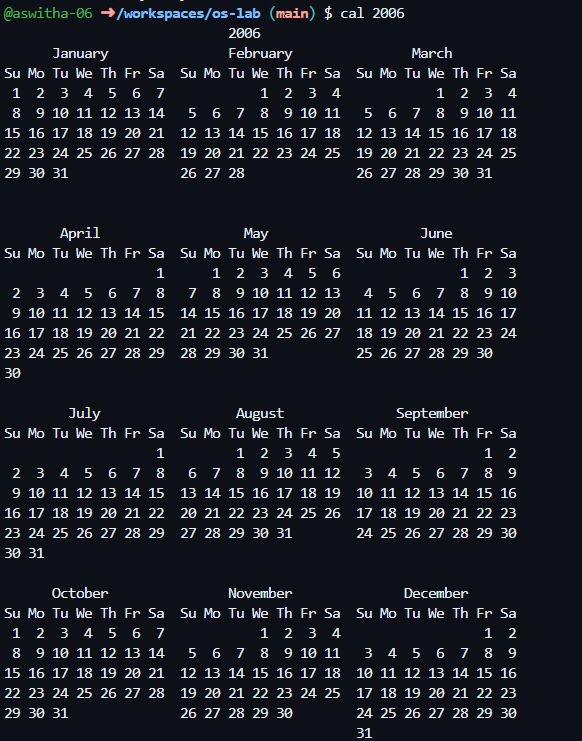 @aswitha-06 ➜/workspaces/os-lab (main) $ cal 2006
                            2006
      January               February               March
Su Mo Tu We Th Fr Sa  Su Mo Tu We Th Fr Sa  Su Mo Tu We Th Fr Sa
 1  2  3  4  5  6  7            1  2  3  4            1  2  3  4
 8  9 10 11 12 13 14   5  6  7  8  9 10 11   5  6  7  8  9 10 11
15 16 17 18 19 20 21  12 13 14 15 16 17 18  12 13 14 15 16 17 18
22 23 24 25 26 27 28  19 20 21 22 23 24 25  19 20 21 22 23 24 25
29 30 31              26 27 28              26 27 28 29 30 31

       April                  May                   June
Su Mo Tu We Th Fr Sa  Su Mo Tu We Th Fr Sa  Su Mo Tu We Th Fr Sa
                   1      1  2  3  4  5  6               1  2  3
 2  3  4  5  6  7  8   7  8  9 10 11 12 13   4  5  6  7  8  9 10
 9 10 11 12 13 14 15  14 15 16 17 18 19 20  11 12 13 14 15 16 17
16 17 18 19 20 21 22  21 22 23 24 25 26 27  18 19 20 21 22 23 24
23 24 25 26 27 28 29  28 29 30 31           25 26 27 28 29 30
30

        July                 August              September
Su Mo Tu We Th Fr Sa  Su Mo Tu We Th Fr Sa  Su Mo Tu We Th Fr Sa
                   1         1  2  3  4  5                  1  2
 2  3  4  5  6  7  8   6  7  8  9 10 11 12   3  4  5  6  7  8  9
 9 10 11 12 13 14 15  13 14 15 16 17 18 19  10 11 12 13 14 15 16
16 17 18 19 20 21 22  20 21 22 23 24 25 26  17 18 19 20 21 22 23
23 24 25 26 27 28 29  27 28 29 30 31        24 25 26 27 28 29 30
30 31

      October               November              December
Su Mo Tu We Th Fr Sa  Su Mo Tu We Th Fr Sa  Su Mo Tu We Th Fr Sa
 1  2  3  4  5  6  7            1  2  3  4                  1  2
 8  9 10 11 12 13 14   5  6  7  8  9 10 11   3  4  5  6  7  8  9
15 16 17 18 19 20 21  12 13 14 15 16 17 18  10 11 12 13 14 15 16
22 23 24 25 26 27 28  19 20 21 22 23 24 25  17 18 19 20 21 22 23
29 30 31              26 27 28 29 30        24 25 26 27 28 29 30
                                            31